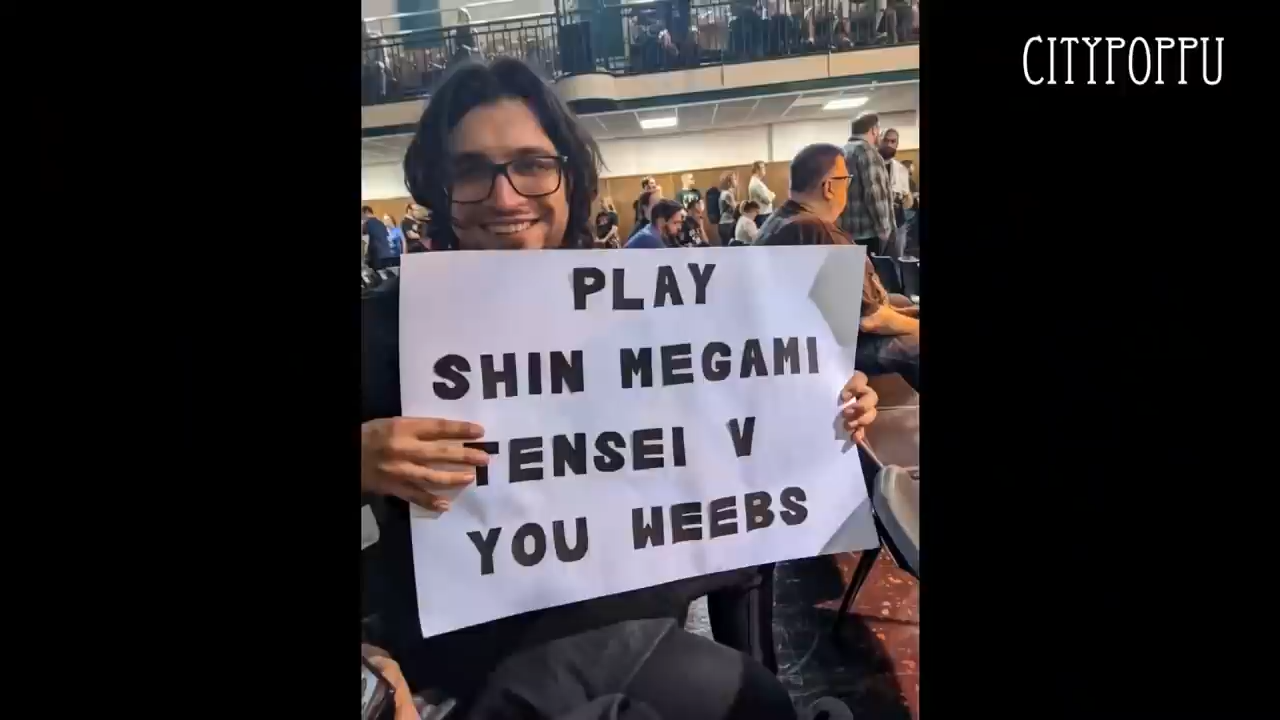 CITYPOPPU
PLAY
SHIN MEGAMI
TENSEI V
YOU WEEBS